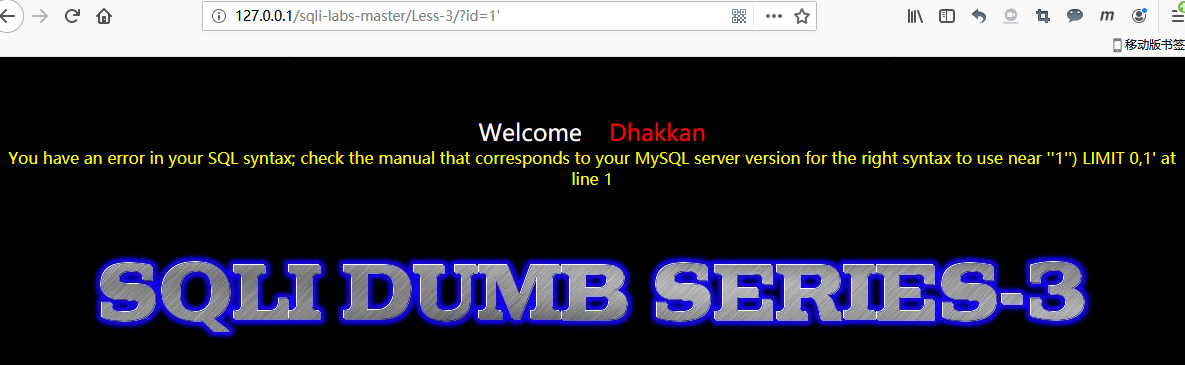 127.0.0.1/sqli-labs-master/Less-3/?id=1'
移动版书签
Welcome Dhakkan
You have an error in your SQL syntax; check the manual that corresponds to your MySQL server version for the right syntax to use near ''1'') LIMIT 0,1' at
line 1
SQLI DUMB SERIES-3